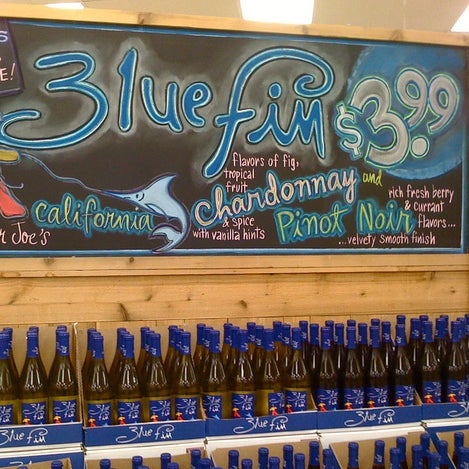 Blue Fin
$3.99
flavors of fig,
tropical
fruit
Chardonnay and
& spice
with vanilla hints
California
Pinot Noir
rich fresh berry
& currant
flavors...
...velvety smooth finish
Joe's
Blue Fin
Blue Fin
Blue Fin
Blue Fin